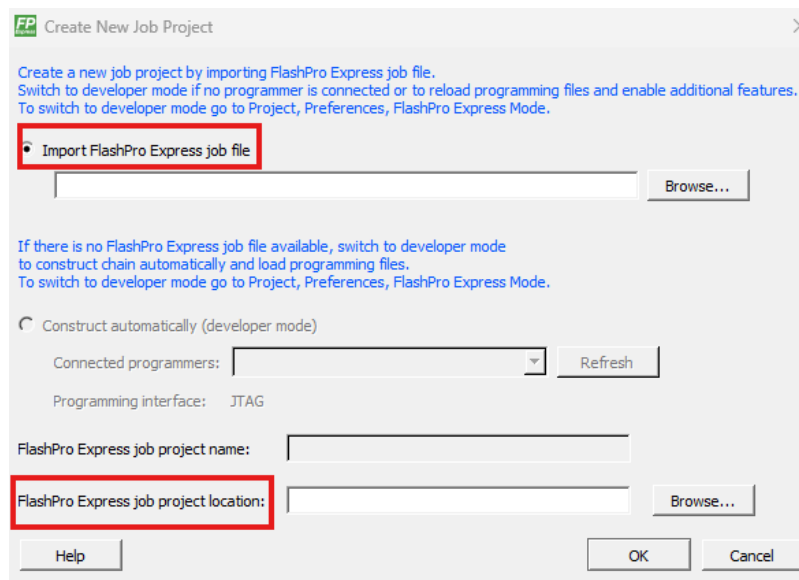 FP Express Create New Job Project
Create a new job project by importing FlashPro Express job file.
Switch to developer mode if no programmer is connected or to reload programming files and enable additional features.
To switch to developer mode go to Project, Preferences, FlashPro Express Mode.
Import FlashPro Express job file
Browse...
If there is no FlashPro Express job file available, switch to developer mode
to construct chain automatically and load programming files.
To switch to developer mode go to Project, Preferences, FlashPro Express Mode.
Construct automatically (developer mode)
Connected programmers: Refresh
Programming interface: JTAG
FlashPro Express job project name:
FlashPro Express job project location: Browse...
Help OK Cancel